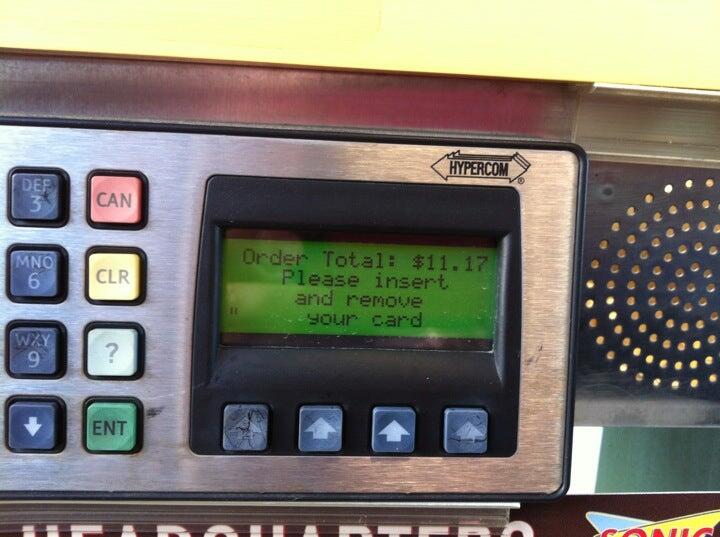 HYPERCOM
®
DEF
3
CAN
MNO
6
CLR
WXY
9
?
ENT
Order Total: $11.17
Please insert
and remove
your card
HEADQUARTERS
SONIC